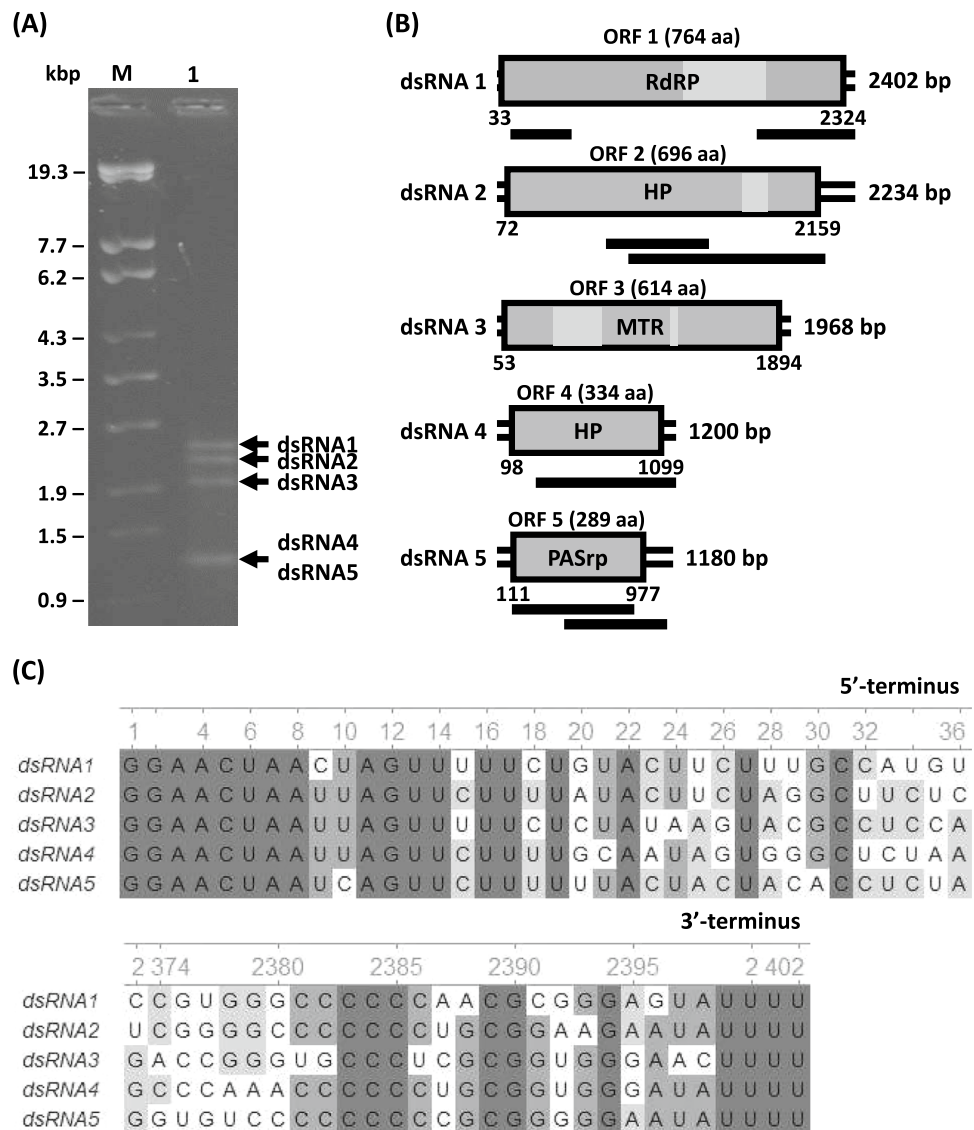 (A)
kbp M 1
19.3
7.7
6.2
4.3
3.5
2.7
1.9
1.5
0.9
dsRNA1
dsRNA2
dsRNA3
dsRNA4
dsRNA5
(B)
ORF 1 (764 aa)
dsRNA 1 RdRP 2402 bp
33 2324
ORF 2 (696 aa)
dsRNA 2 HP 2234 bp
72 2159
ORF 3 (614 aa)
dsRNA 3 MTR 1968 bp
53 1894
ORF 4 (334 aa)
dsRNA 4 HP 1200 bp
98 1099
ORF 5 (289 aa)
dsRNA 5 PASrp 1180 bp
111 977
(C)
5’-terminus
1 4 6 8 10 12 14 16 18 20 22 24 26 28 30 32 34 36
dsRNA1 G G A A C U A A C U A G U U U U U C U G U A C U U C U U U G C C A U G U
dsRNA2 G G A A C U A A U U A G U U C U U U U A U A C U U C U A G G C U U C U C
dsRNA3 G G A A C U A A U U A G U U U U U C U C U A U A A G U A C G C C U C C A
dsRNA4 G G A A C U A A U U A G U U C U U U U G C A A U A G U G G G C U C U A A
dsRNA5 G G A A C U A A U C A G U U C U U U U U U A C U A C U A C A C C U C U A
3’-terminus
2 374 2380 2385 2390 2395 2 402
dsRNA1 C C G U G G G C C C C C C A A C G C G G G A G U A U U U U
dsRNA2 U C G G G G C C C C C C C U G C G G A A G A A U A U U U U
dsRNA3 G A C C G G G U G C C C U C G C G G U G G G A A C U U U U
dsRNA4 G C C C A A A C C C C C C U G C G G U G G G A U A U U U U
dsRNA5 G G U G U C C C C C C C C C G C G G G G G A A U A U U U U